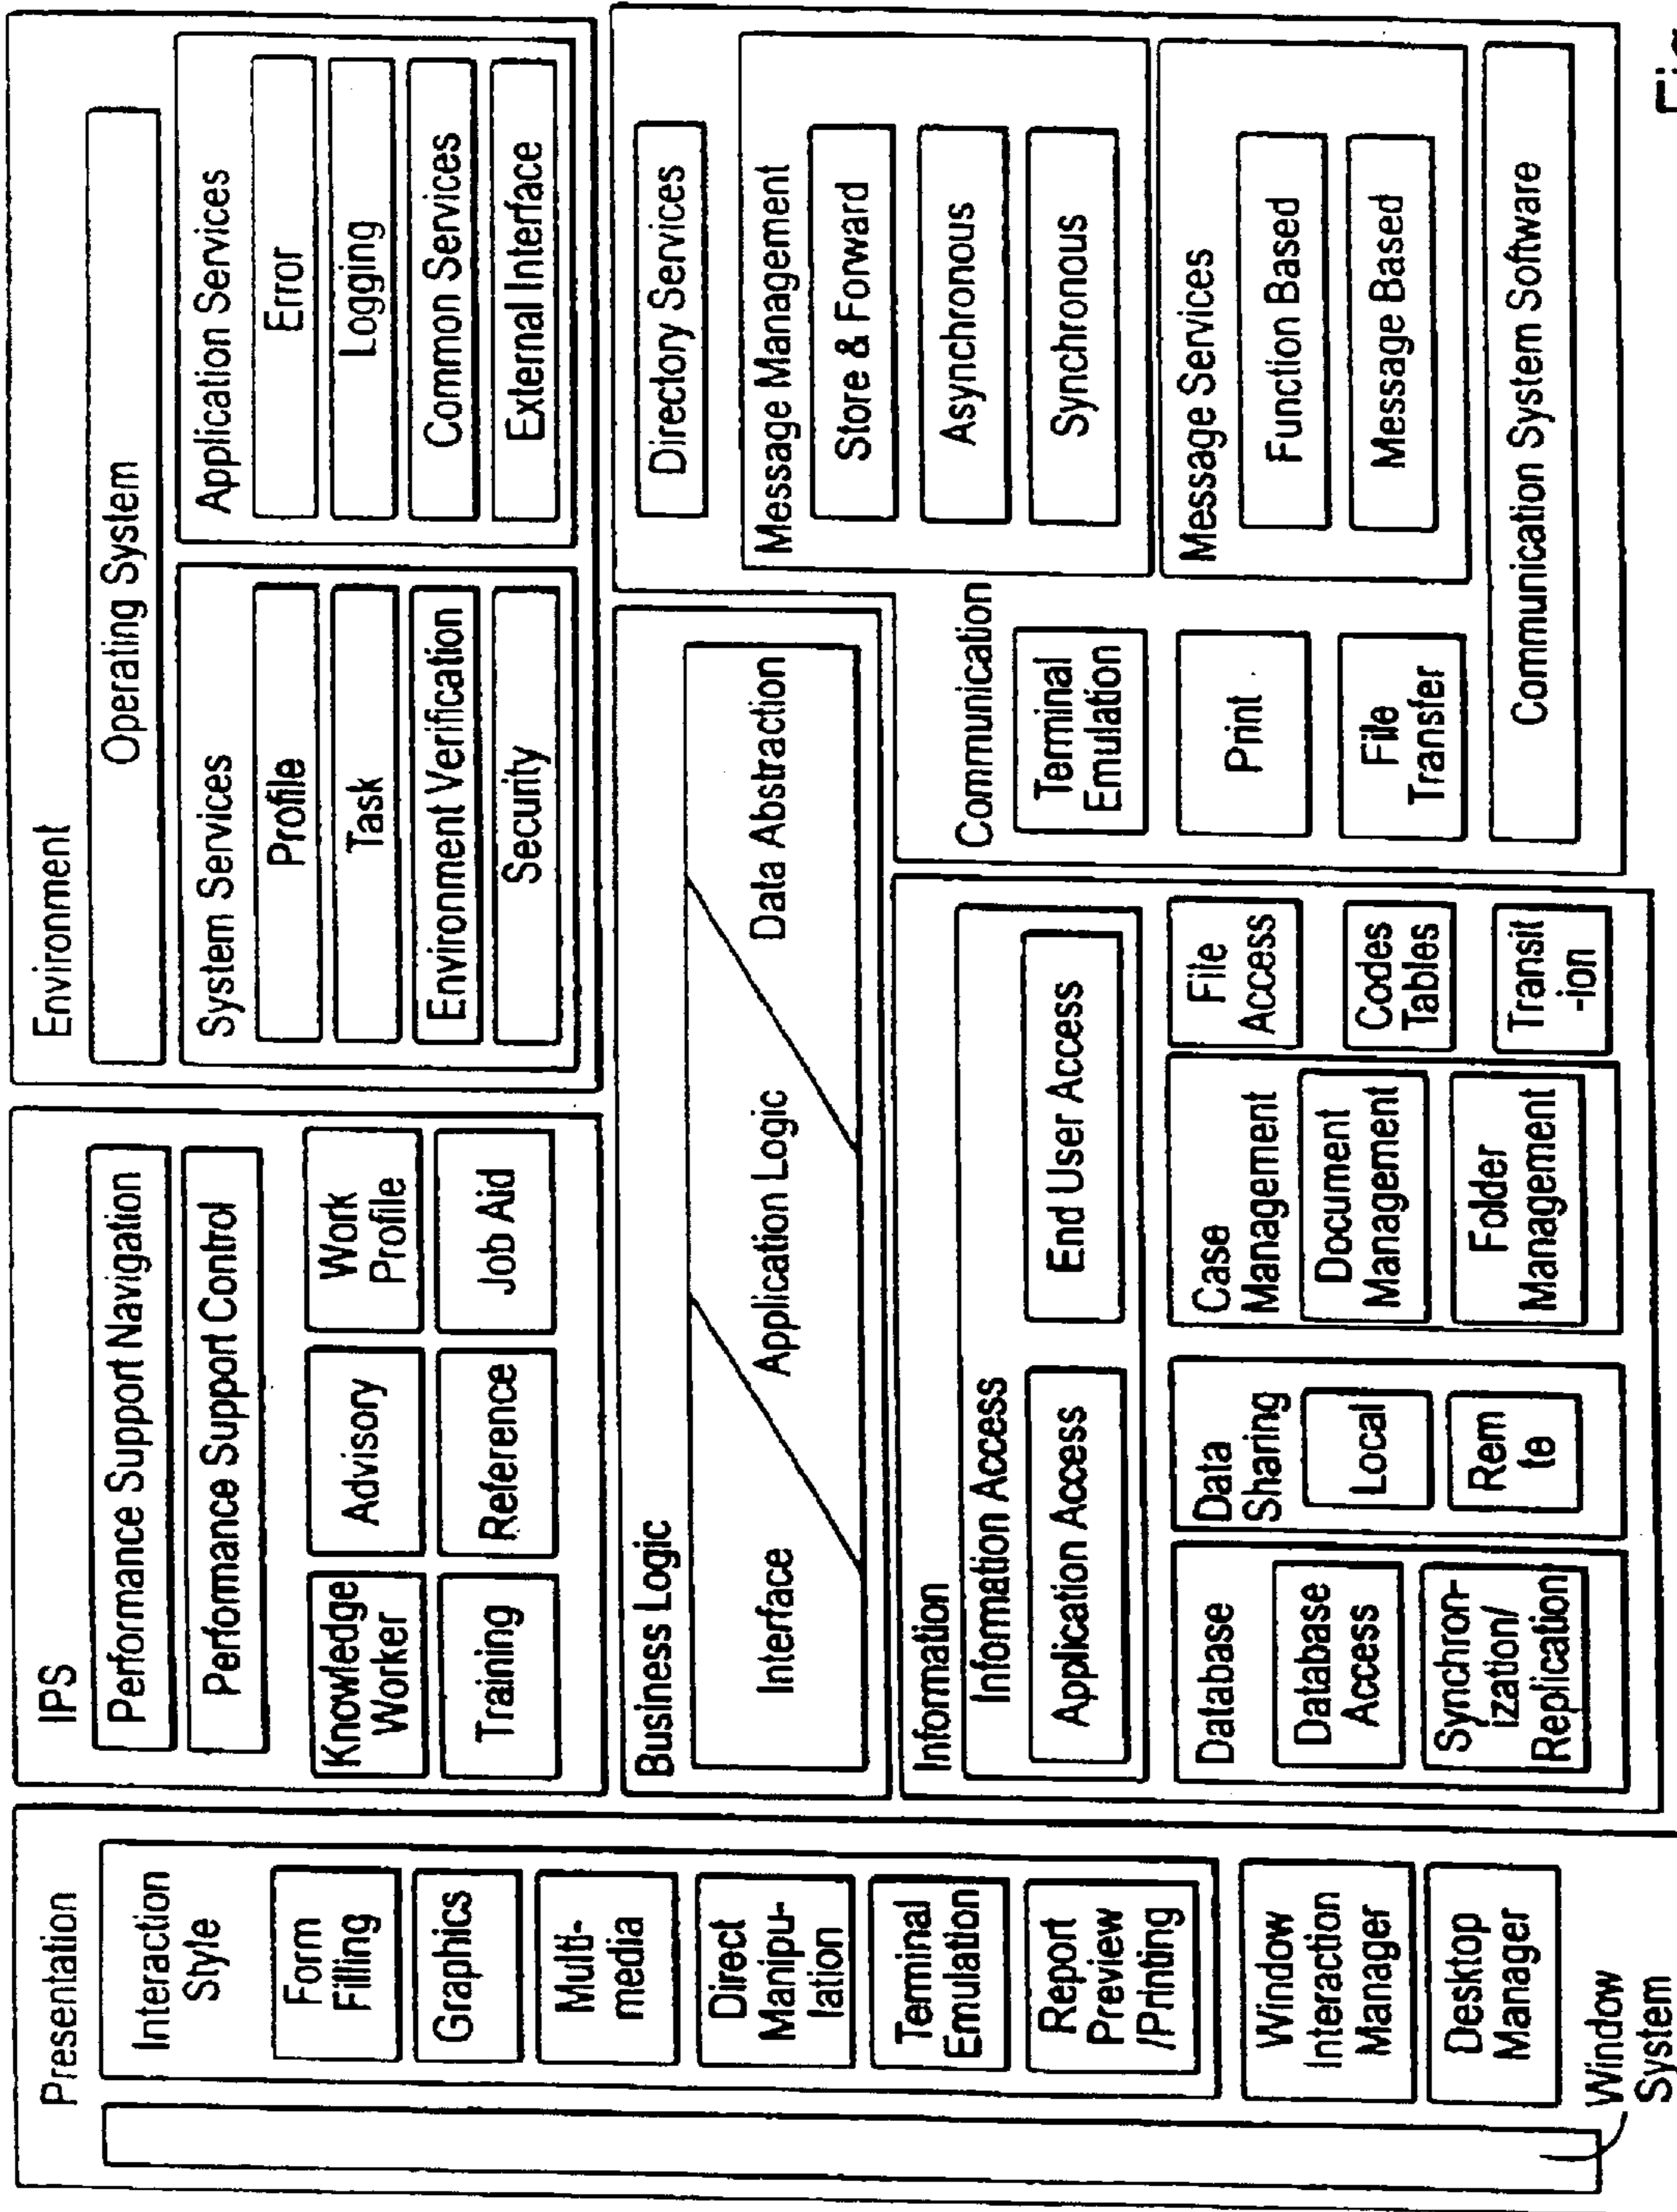 Presentation
Interaction
Style
Form
Filling
Graphics
Multi-
media
Direct
Manipu-
lation
Terminal
Emulation
Report
Preview
/Printing
Window
Interaction
Manager
Desktop
Manager
Window
System
IPS
Performance Support Navigation
Performance Support Control
Knowledge
Worker
Advisory
Work
Profile
Training
Reference
Job Aid
Environment
Operating System
System Services
Profile
Task
Environment Verification
Security
Application Services
Error
Logging
Common Services
External Interface
Business Logic
Interface
Application Logic
Data Abstraction
Information
Information Access
Application Access
End User Access
Database
Database
Access
Synchron-
ization/
Replication
Data
Sharing
Local
Rem
te
Case
Management
Document
Management
Folder
Management
File
Access
Codes
Tables
Transit
-ion
Communication
Terminal
Emulation
Print
File
Transfer
Directory Services
Message Management
Store & Forward
Asynchronous
Synchronous
Message Services
Function Based
Message Based
Communication System Software